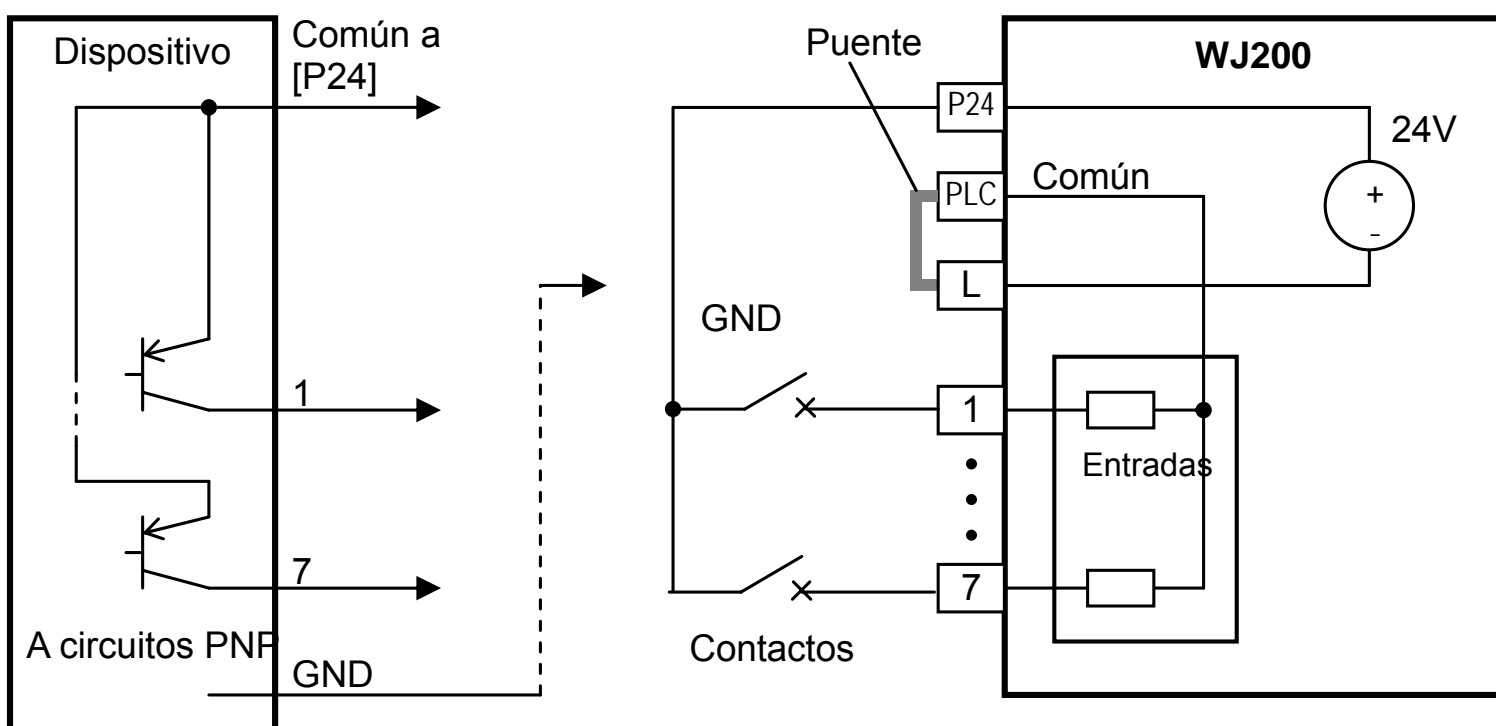 Dispositivo
Común a
[P24]
Puente
WJ200
P24
24V
PLC
Común
+
-
L
GND
1
1
Entradas
7
7
A circuitos PNP
Contactos
GND